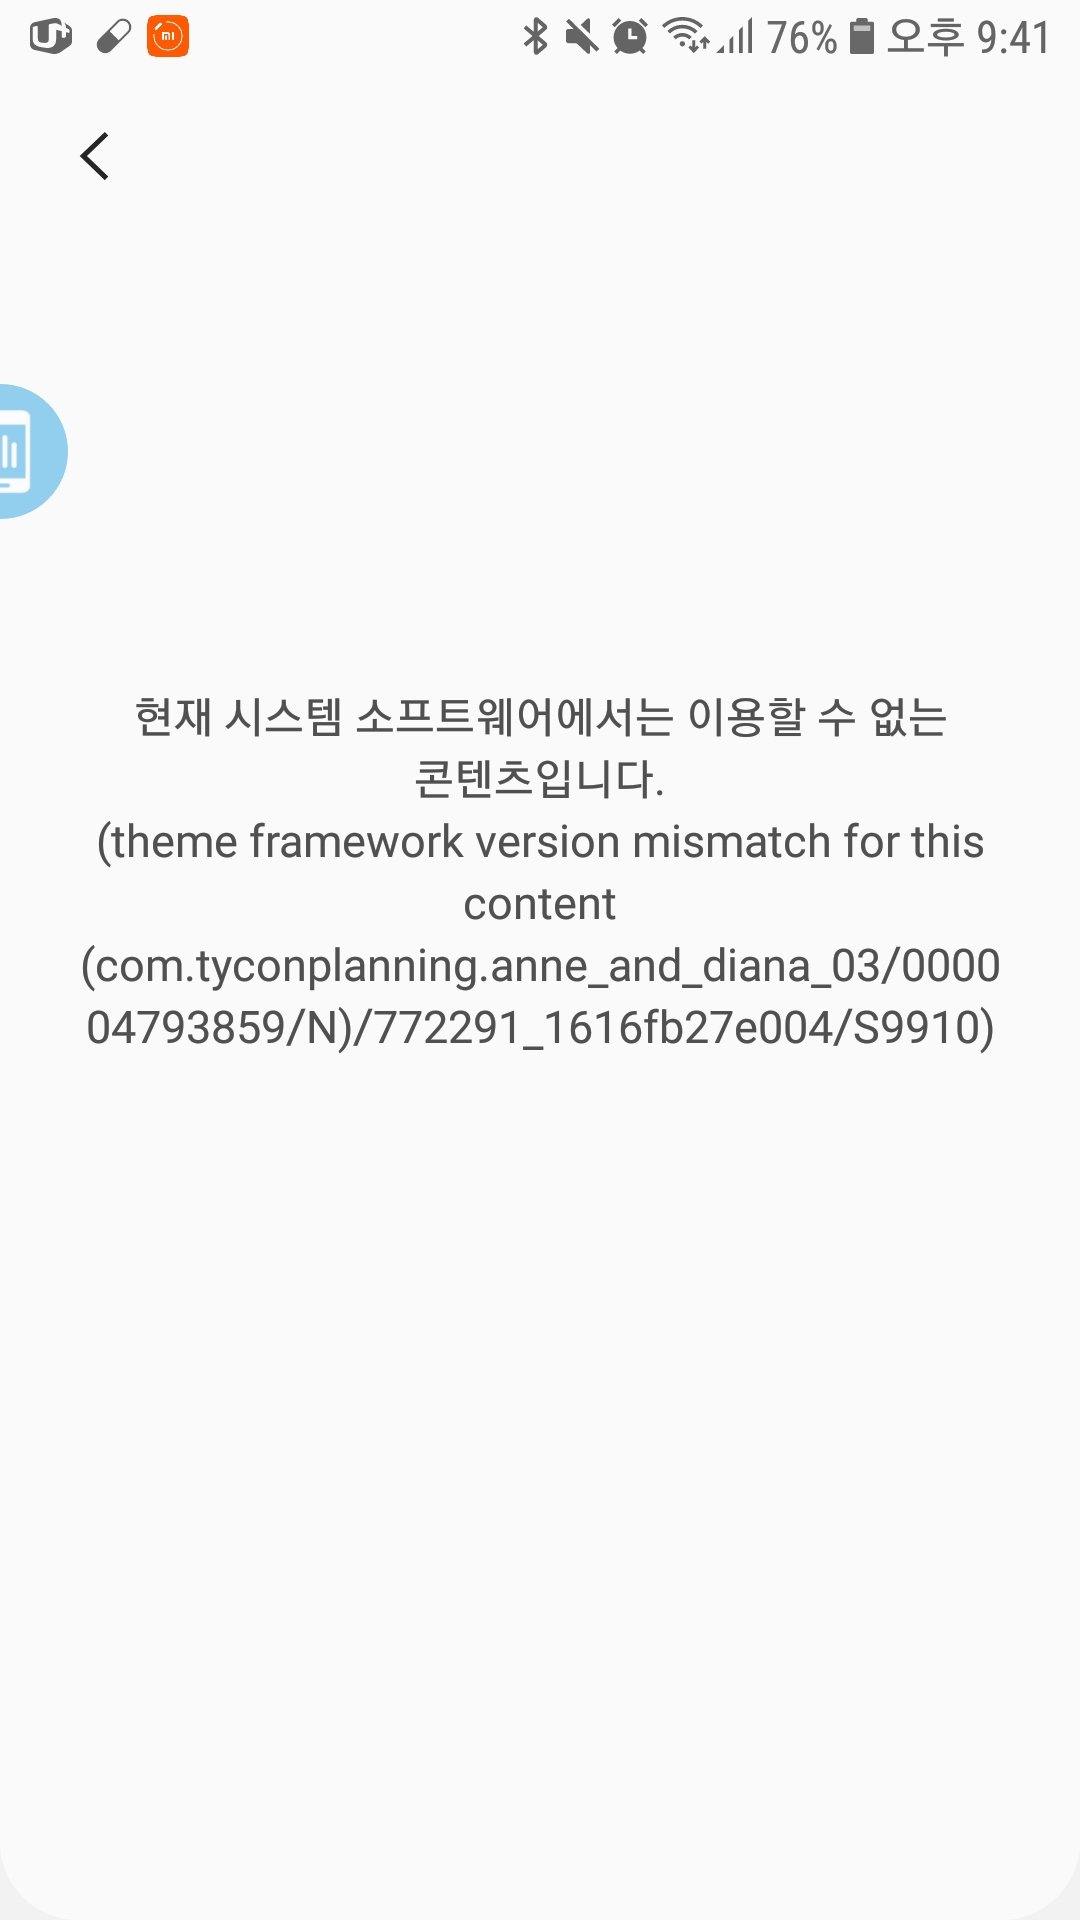 U+ MI 76% 오후 9:41
현재 시스템 소프트웨어에서는 이용할 수 없는
콘텐츠입니다.
(theme framework version mismatch for this
content
(com.tyconplanning.anne_and_diana_03/0000
04793859/N)/772291_1616fb27e004/S9910)